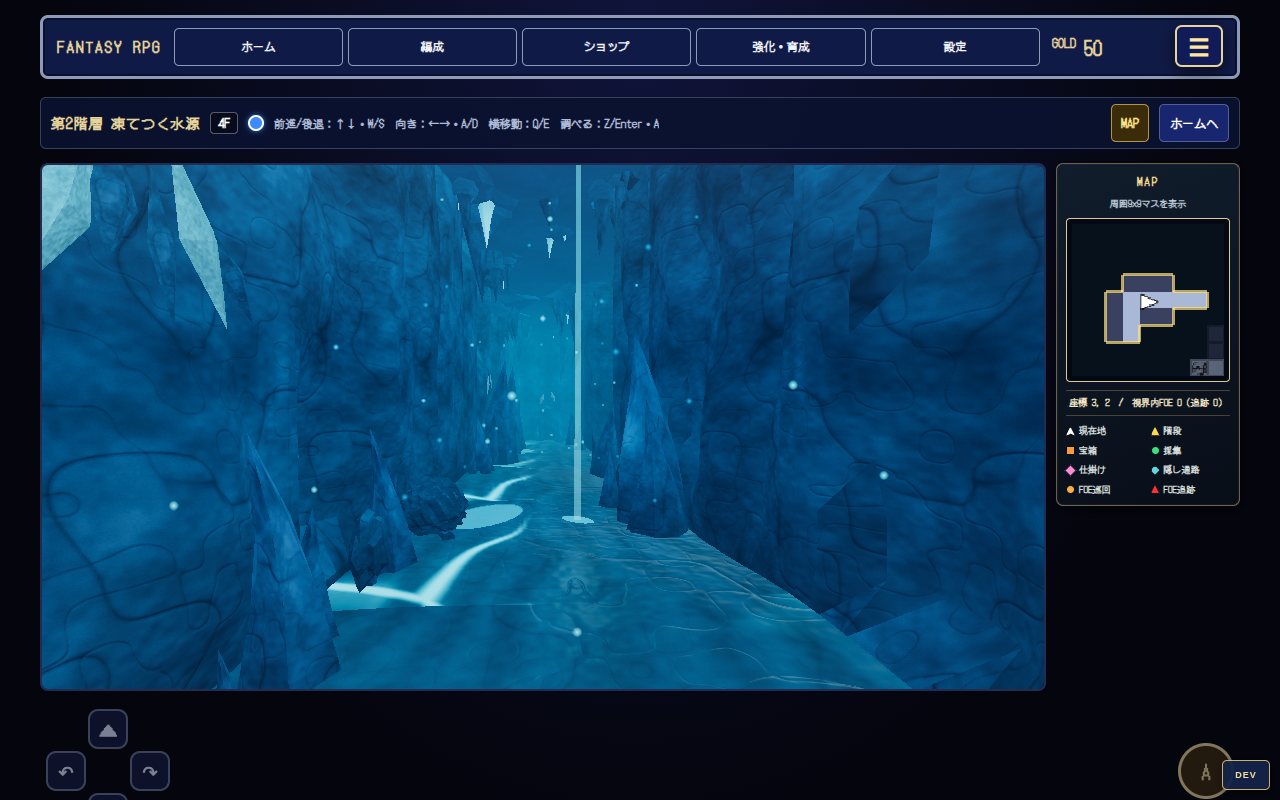 FANTASY RPG
ホーム
編成
ショップ
強化・育成
設定
GOLD 50
第2階層 凍てつく水源
4F
前進/後退：↑↓・W/S 向き：←→・A/D 横移動：Q/E 調べる：Z/Enter・A
MAP
ホームへ
MAP
周囲9x9マスを表示
座標 3, 2 / 視界内FOE 0（追跡 0）
現在地
階段
宝箱
採集
仕掛け
隠し通路
FOE巡回
FOE追跡
A
DEV